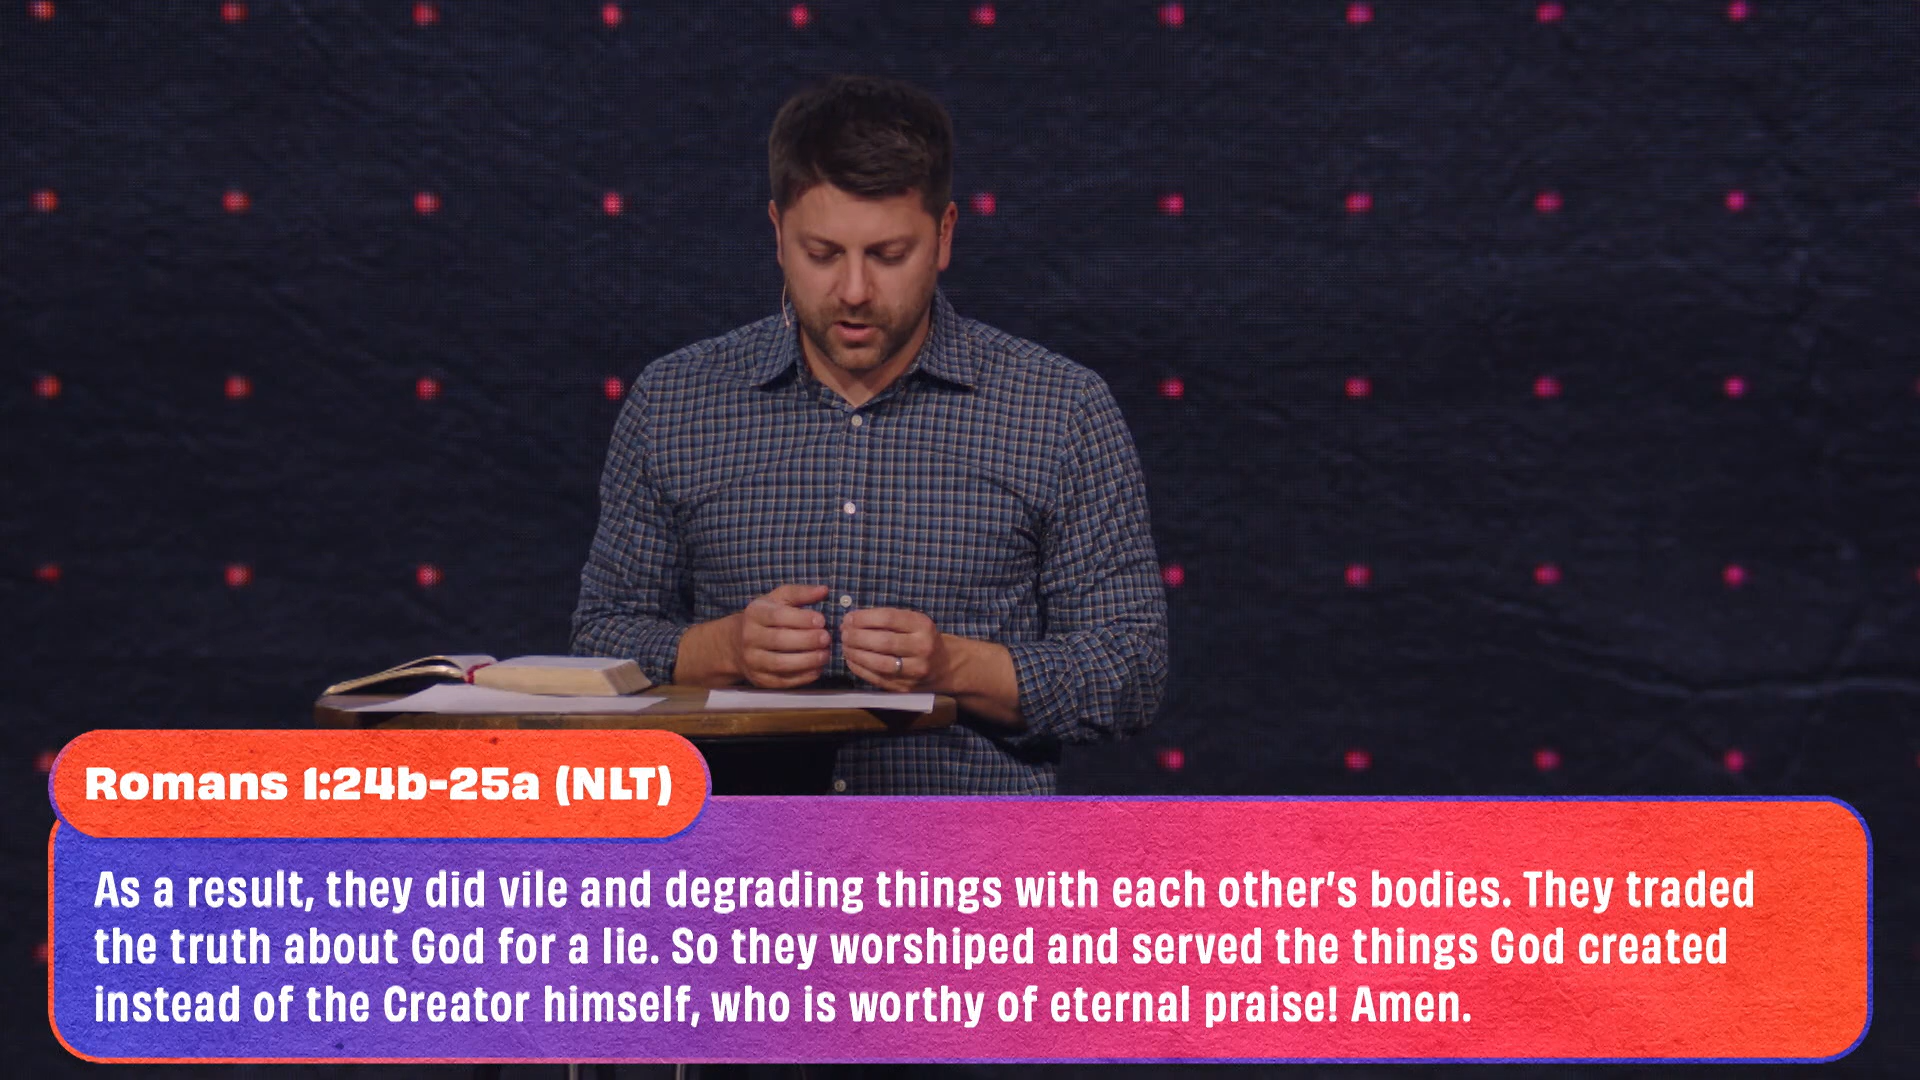 Romans 1:24b-25a (NLT)
As a result, they did vile and degrading things with each other's bodies. They traded
the truth about God for a lie. So they worshiped and served the things God created
instead of the Creator himself, who is worthy of eternal praise! Amen.